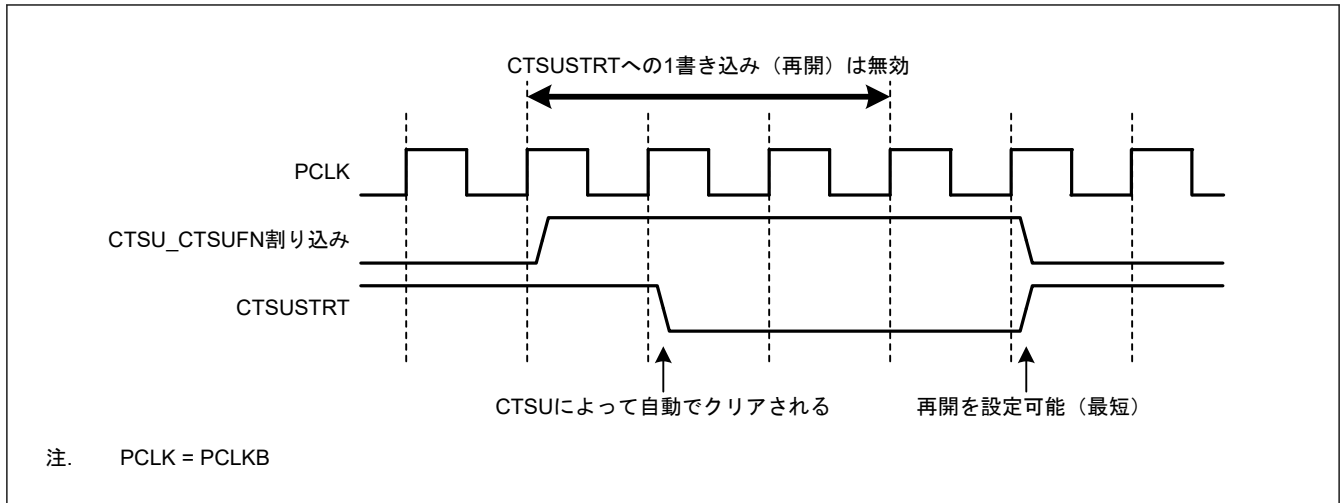 CTSUSTRTへの1書き込み（再開）は無効
PCLK
CTSU_CTSUFN割り込み
CTSUSTRT
CTSUによって自動でクリアされる
再開を設定可能（最短）
注. PCLK = PCLKB